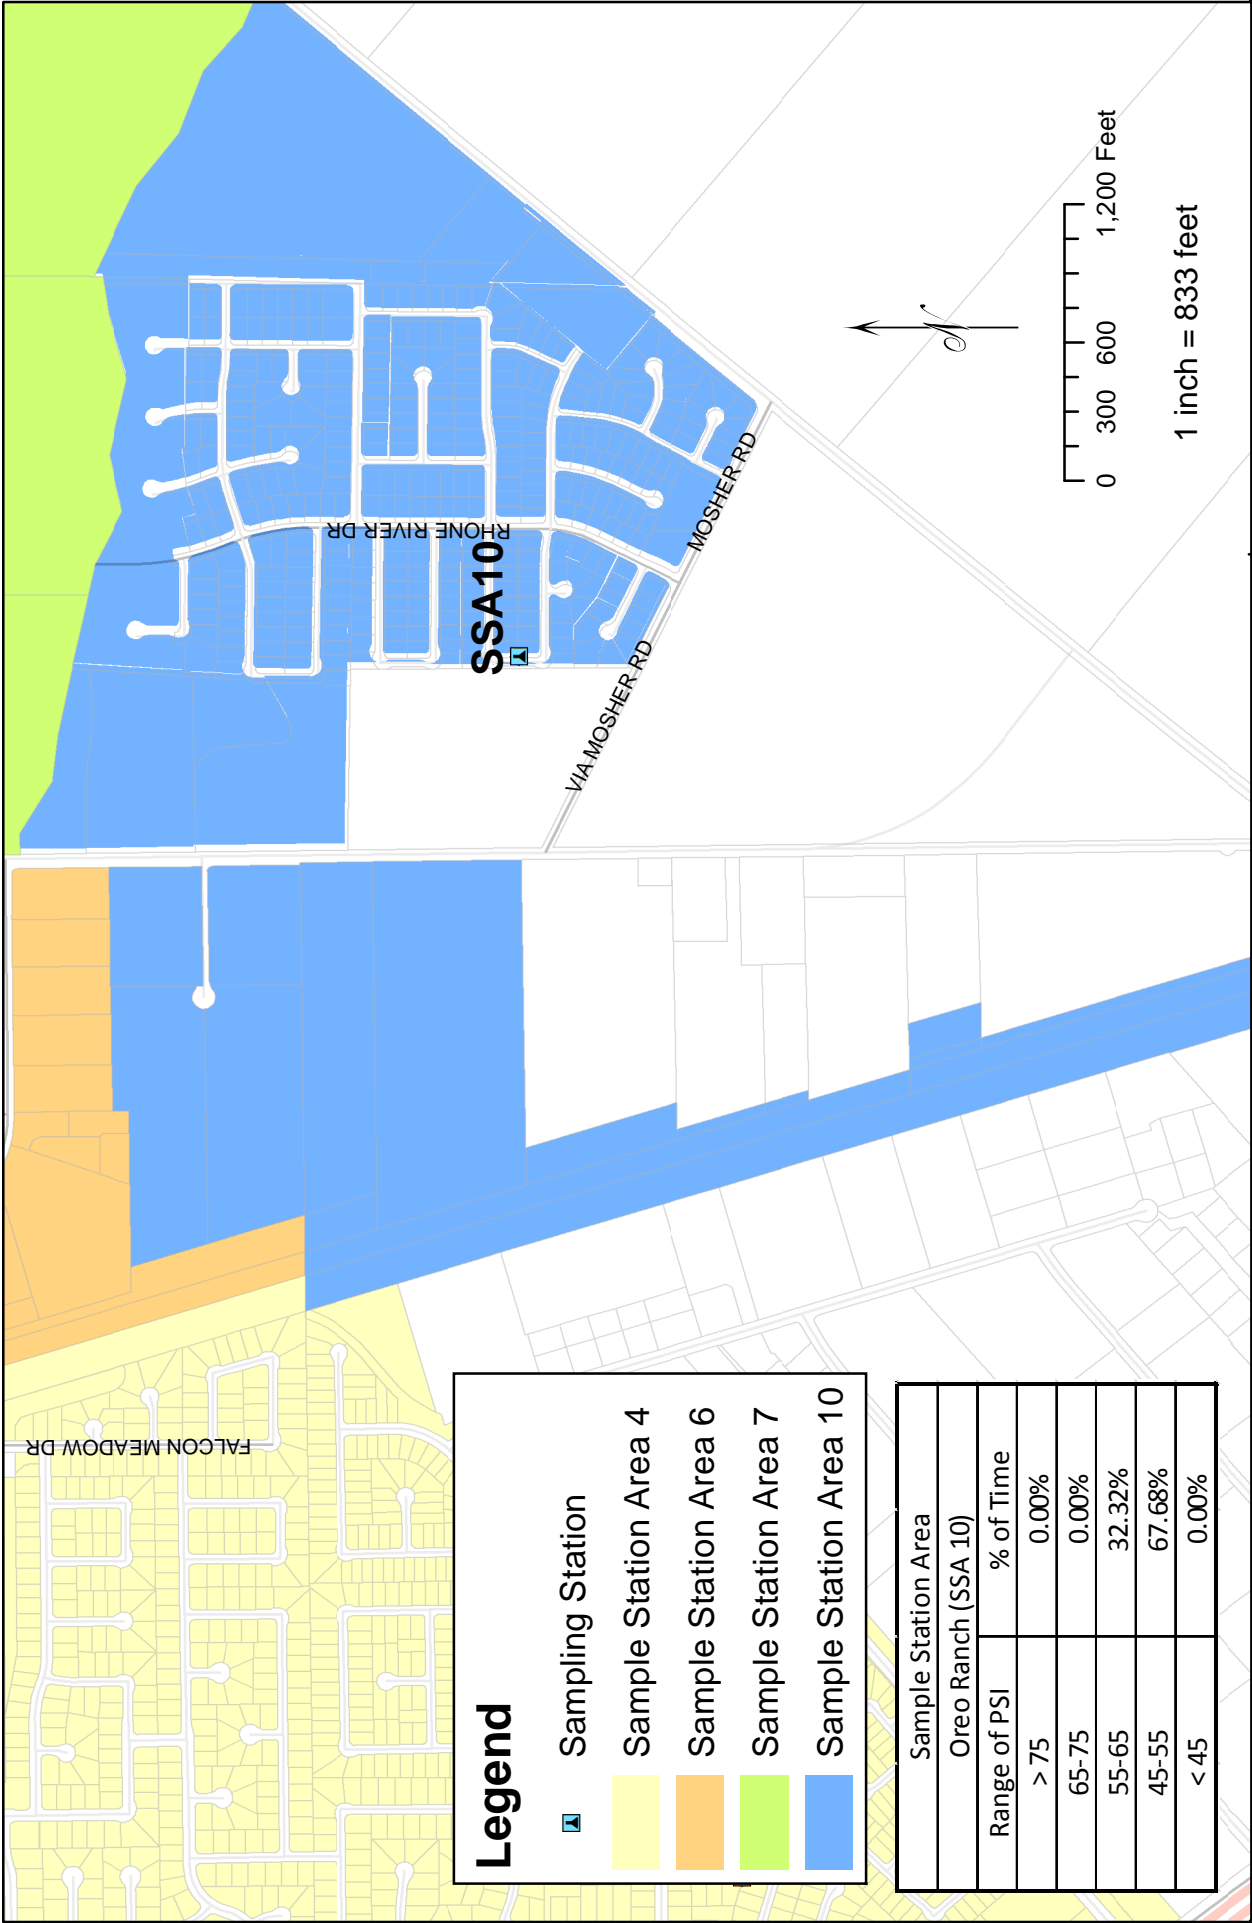 FALCON MEADOW DR
RHONE RIVER DR
SSA10
VIA MOSHER RD
MOSHER RD
Legend
Sampling Station
Sample Station Area 4
Sample Station Area 6
Sample Station Area 7
Sample Station Area 10
Sample Station Area
Oreo Ranch (SSA 10)
Range of PSI % of Time
> 75 0.00%
65-75 0.00%
55-65 32.32%
45-55 67.68%
< 45 0.00%
N
0 300 600 1,200 Feet
1 inch = 833 feet